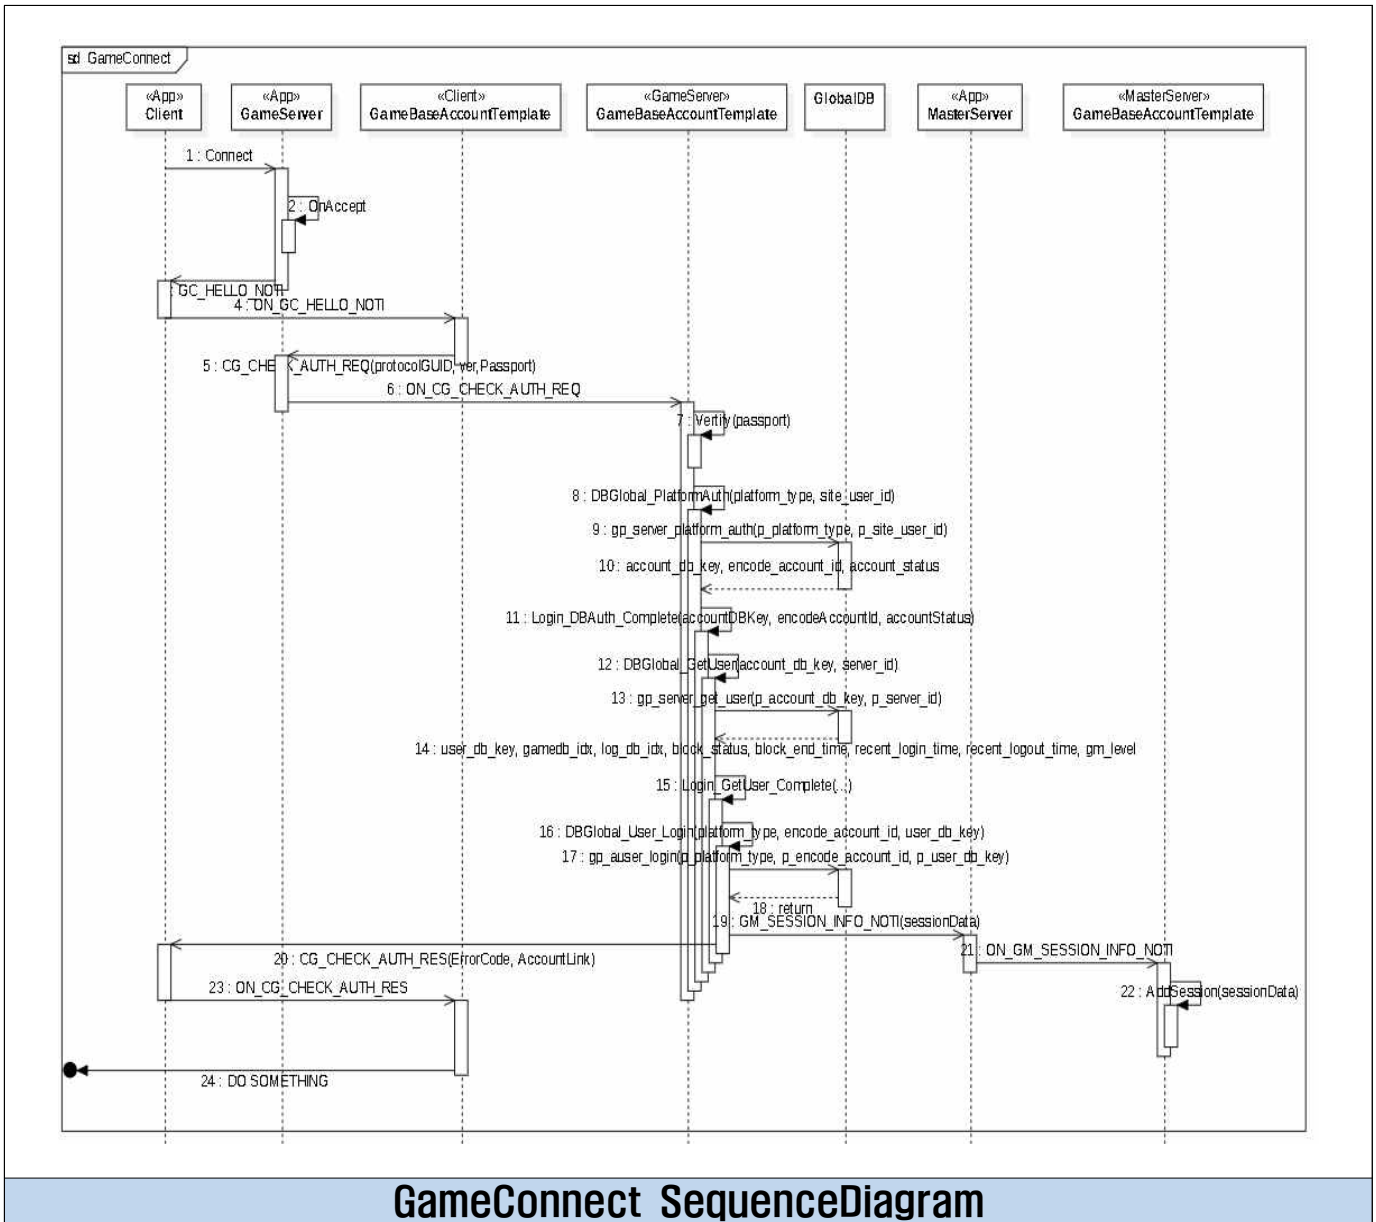 sd GameConnect
«App»
Client
«App»
GameServer
«Client»
GameBaseAccountTemplate
«GameServer»
GameBaseAccountTemplate
GlobalDB
«App»
MasterServer
«MasterServer»
GameBaseAccountTemplate
1 : Connect
2 : OnAccept
: GC_HELLO_NOTI
4 : ON_GC_HELLO_NOTI
5 : CG_CHECK_AUTH_REQ(protocolGUID, ver,Passport)
6 : ON_CG_CHECK_AUTH_REQ
7 : Vertify(passport)
8 : DBGlobal_PlatformAuth(platform_type, site_user_id)
9 : gp_server_platform_auth(p_platform_type, p_site_user_id)
10 : account_db_key, encode_account_id, account_status
11 : Login_DBAuth_Complete(accountDBKey, encodeAccountId, accountStatus)
12 : DBGlobal_GetUser(account_db_key, server_id)
13 : gp_server_get_user(p_account_db_key, p_server_id)
14 : user_db_key, gamedb_idx, log_db_idx, block_status, block_end_time, recent_login_time, recent_logout_time, gm_level
15 : Login_GetUser_Complete(...)
16 : DBGlobal_User_Login(platform_type, encode_account_id, user_db_key)
17 : gp_auser_login(p_platform_type, p_encode_account_id, p_user_db_key)
18 : return
19 : GM_SESSION_INFO_NOTI(sessionData)
20 : CG_CHECK_AUTH_RES(ErrorCode, AccountLink)
21 : ON_GM_SESSION_INFO_NOTI
23 : ON_CG_CHECK_AUTH_RES
22 : AddSession(sessionData)
24 : DO SOMETHING
GameConnect SequenceDiagram